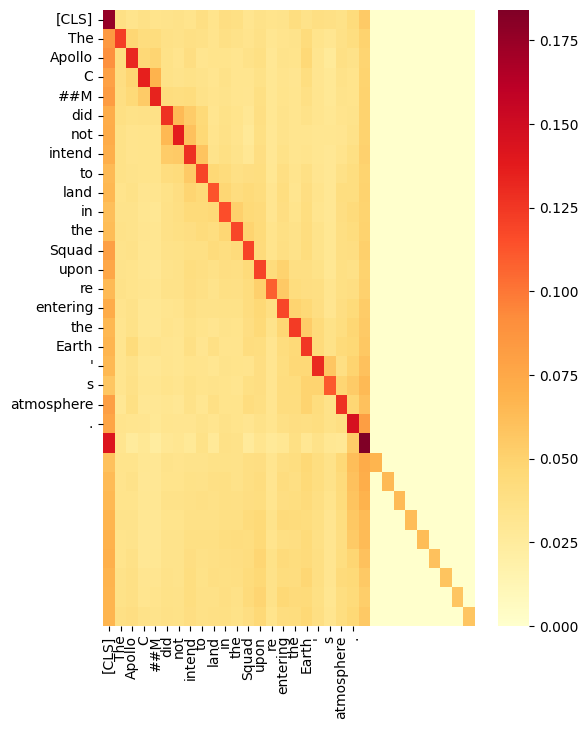 [CLS]
The
Apollo
C
##M
did
not
intend
to
land
in
the
Squad
upon
re
entering
the
Earth
'
s
atmosphere
.
0.175
0.150
0.125
0.100
0.075
0.050
0.025
0.000
[CLS]
The
Apollo
C
##M
did
not
intend
to
land
in
the
Squad
upon
re
entering
the
Earth
'
s
atmosphere
.